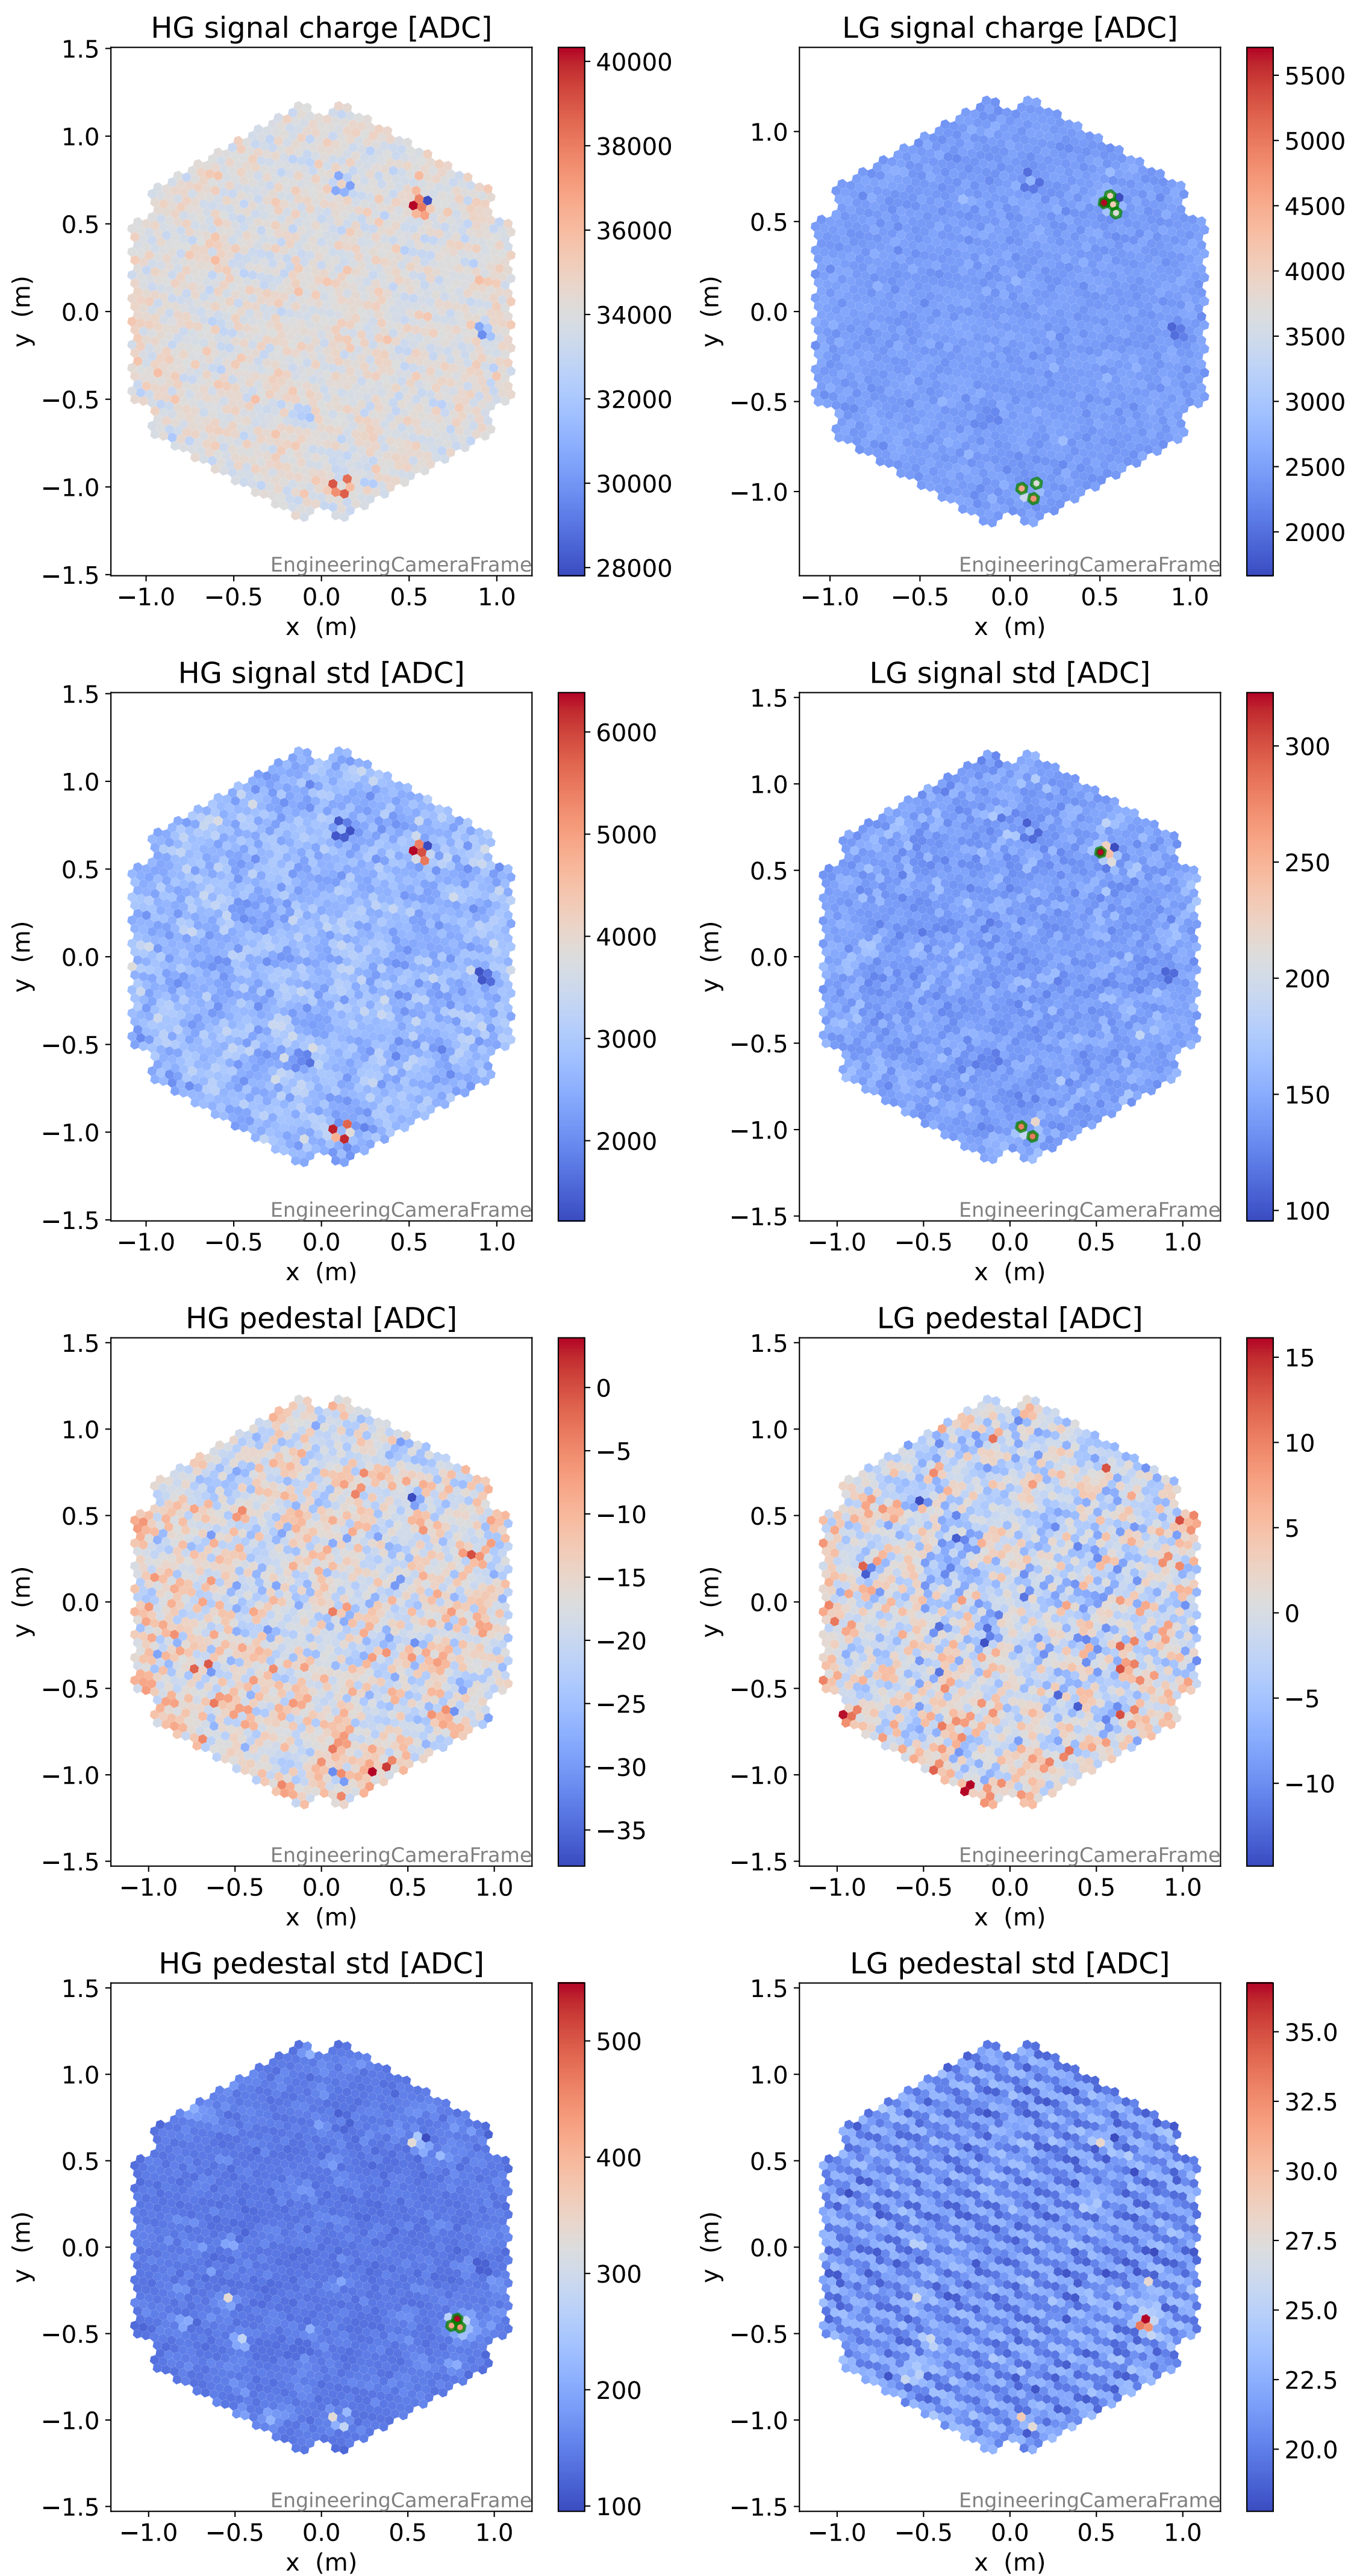 HG signal charge [ADC]
1.5
1.0
0.5
0.0
−0.5
−1.0
−1.5
y (m)
−1.0 −0.5 0.0 0.5 1.0
x (m)
EngineeringCameraFrame
40000
38000
36000
34000
32000
30000
28000
LG signal charge [ADC]
1.5
1.0
0.5
0.0
−0.5
−1.0
y (m)
−1.0 −0.5 0.0 0.5 1.0
x (m)
EngineeringCameraFrame
5500
5000
4500
4000
3500
3000
2500
2000
HG signal std [ADC]
1.5
1.0
0.5
0.0
−0.5
−1.0
−1.5
y (m)
−1.0 −0.5 0.0 0.5 1.0
x (m)
EngineeringCameraFrame
6000
5000
4000
3000
2000
LG signal std [ADC]
1.5
1.0
0.5
0.0
−0.5
−1.0
−1.5
y (m)
−1.0 −0.5 0.0 0.5 1.0
x (m)
EngineeringCameraFrame
300
250
200
150
100
HG pedestal [ADC]
1.5
1.0
0.5
0.0
−0.5
−1.0
−1.5
y (m)
−1.0 −0.5 0.0 0.5 1.0
x (m)
EngineeringCameraFrame
0
−5
−10
−15
−20
−25
−30
−35
LG pedestal [ADC]
1.5
1.0
0.5
0.0
−0.5
−1.0
−1.5
y (m)
−1.0 −0.5 0.0 0.5 1.0
x (m)
EngineeringCameraFrame
15
10
5
0
−5
−10
HG pedestal std [ADC]
1.5
1.0
0.5
0.0
−0.5
−1.0
−1.5
y (m)
−1.0 −0.5 0.0 0.5 1.0
x (m)
EngineeringCameraFrame
500
400
300
200
100
LG pedestal std [ADC]
1.5
1.0
0.5
0.0
−0.5
−1.0
−1.5
y (m)
−1.0 −0.5 0.0 0.5 1.0
x (m)
EngineeringCameraFrame
35.0
32.5
30.0
27.5
25.0
22.5
20.0